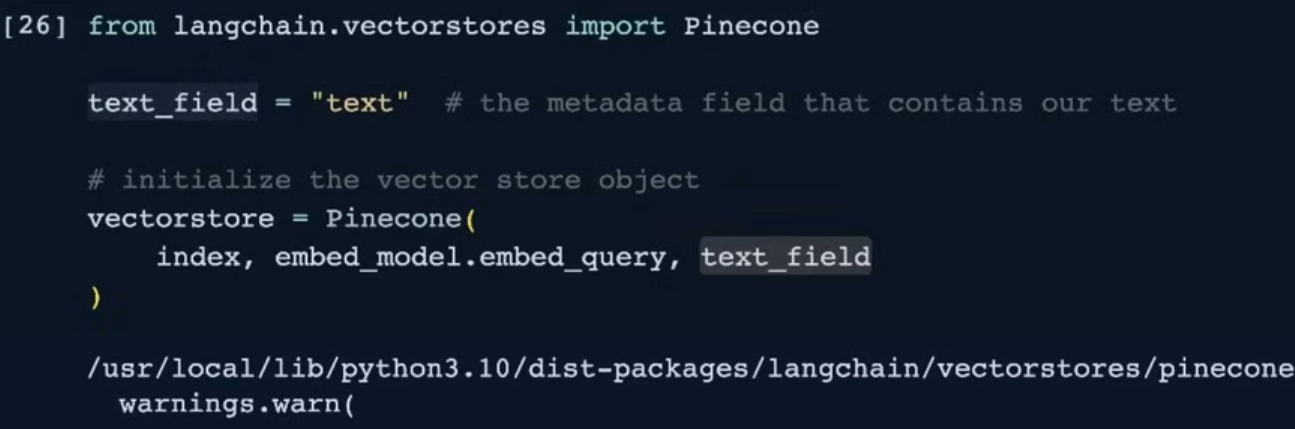 [26] from langchain.vectorstores import Pinecone
text_field = "text"  # the metadata field that contains our text
# initialize the vector store object
vectorstore = Pinecone(
    index, embed_model.embed_query, text_field
)
/usr/local/lib/python3.10/dist-packages/langchain/vectorstores/pinecone
  warnings.warn(